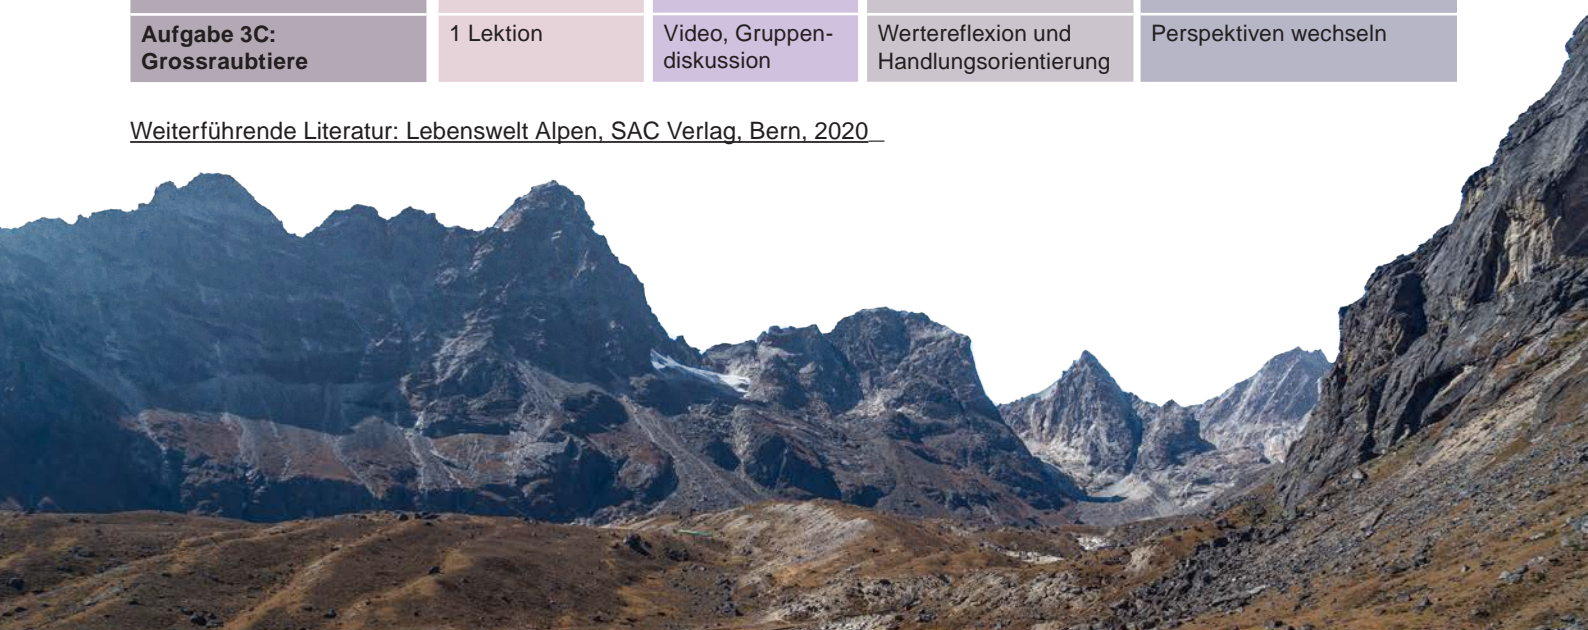 Aufgabe 3C:
Grossraubtiere
1 Lektion
Video, Gruppen-
diskussion
Wertereflexion und
Handlungsorientierung
Perspektiven wechseln
Weiterführende Literatur: Lebenswelt Alpen, SAC Verlag, Bern, 2020_